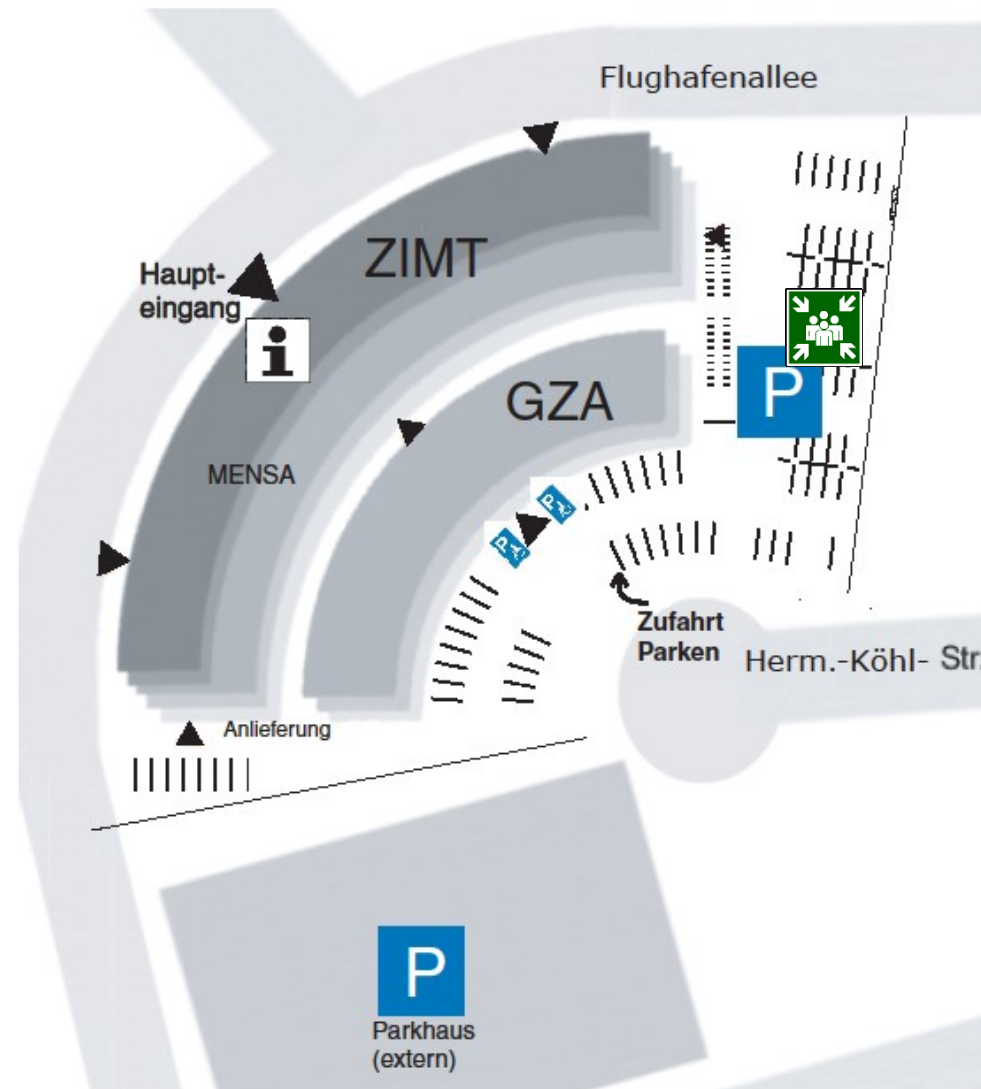 Flughafenallee
ZIMT
Haupt-
eingang
i
GZA
P
MENSA
P
P
Zufahrt
Parken
Herm.-Köhl- Str.
Anlieferung
P
Parkhaus
(extern)